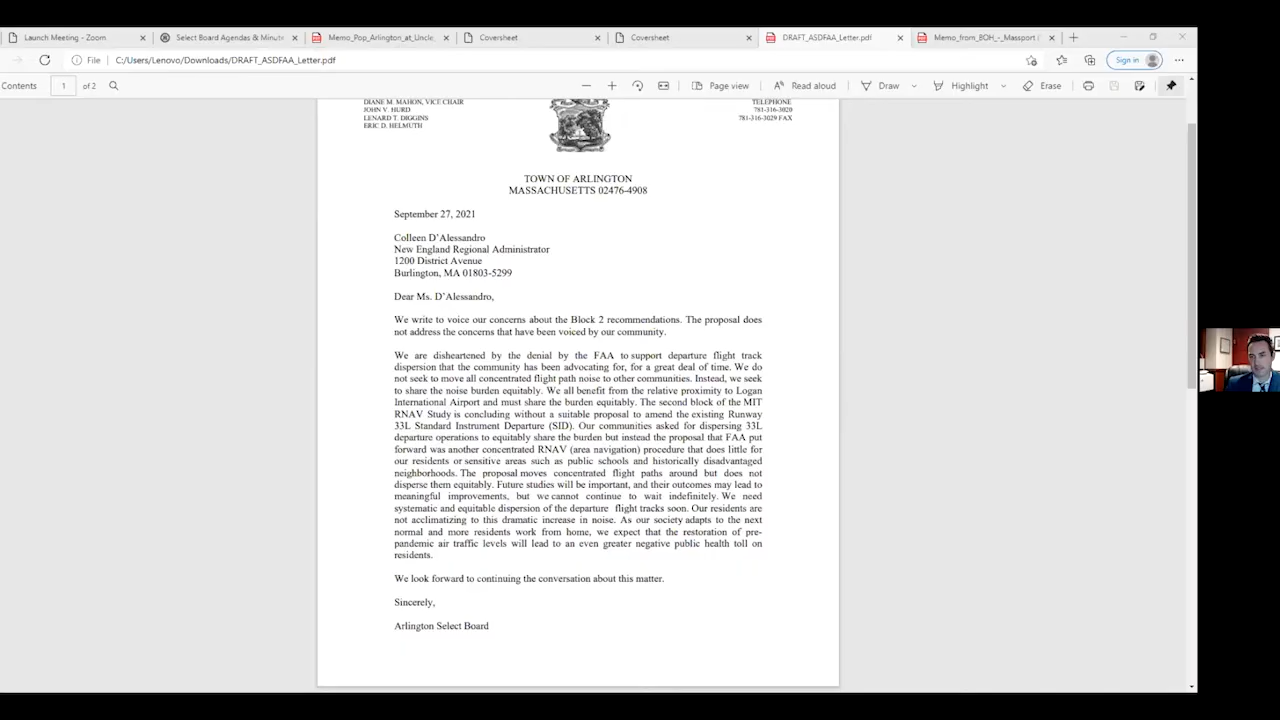 Launch Meeting - Zoom
Select Board Agendas & Minute
Memo_Pop_Arlington_at_Uncle_
Coversheet
Coversheet
DRAFT_ASDFAA_Letter.pdf
Memo_from_BOH_-_Massport
File
C:/Users/Lenovo/Downloads/DRAFT_ASDFAA_Letter.pdf
Sign in
Contents
1
of 2
Page view
Read aloud
Draw
Highlight
Erase
DIANE M. MAHON, VICE CHAIR
JOHN V. HURD
LENARD T. DIGGINS
ERIC D. HELMUTH
TELEPHONE
781-316-3020
781-316-3029 FAX
TOWN OF ARLINGTON
MASSACHUSETTS 02476-4908
September 27, 2021
Colleen D'Alessandro
New England Regional Administrator
1200 District Avenue
Burlington, MA 01803-5299
Dear Ms. D'Alessandro,
We write to voice our concerns about the Block 2 recommendations. The proposal does
not address the concerns that have been voiced by our community.
We are disheartened by the denial by the FAA to support departure flight track
dispersion that the community has been advocating for, for a great deal of time. We do
not seek to move all concentrated flight path noise to other communities. Instead, we seek
to share the noise burden equitably. We all benefit from the relative proximity to Logan
International Airport and must share the burden equitably. The second block of the MIT
RNAV Study is concluding without a suitable proposal to amend the existing Runway
33L Standard Instrument Departure (SID). Our communities asked for dispersing 33L
departure operations to equitably share the burden but instead the proposal that FAA put
forward was another concentrated RNAV (area navigation) procedure that does little for
our residents or sensitive areas such as public schools and historically disadvantaged
neighborhoods. The proposal moves concentrated flight paths around but does not
disperse them equitably. Future studies will be important, and their outcomes may lead to
meaningful improvements, but we cannot continue to wait indefinitely. We need
systematic and equitable dispersion of the departure flight tracks soon. Our residents are
not acclimatizing to this dramatic increase in noise. As our society adapts to the next
normal and more residents work from home, we expect that the restoration of pre-
pandemic air traffic levels will lead to an even greater negative public health toll on
residents.
We look forward to continuing the conversation about this matter.
Sincerely,
Arlington Select Board